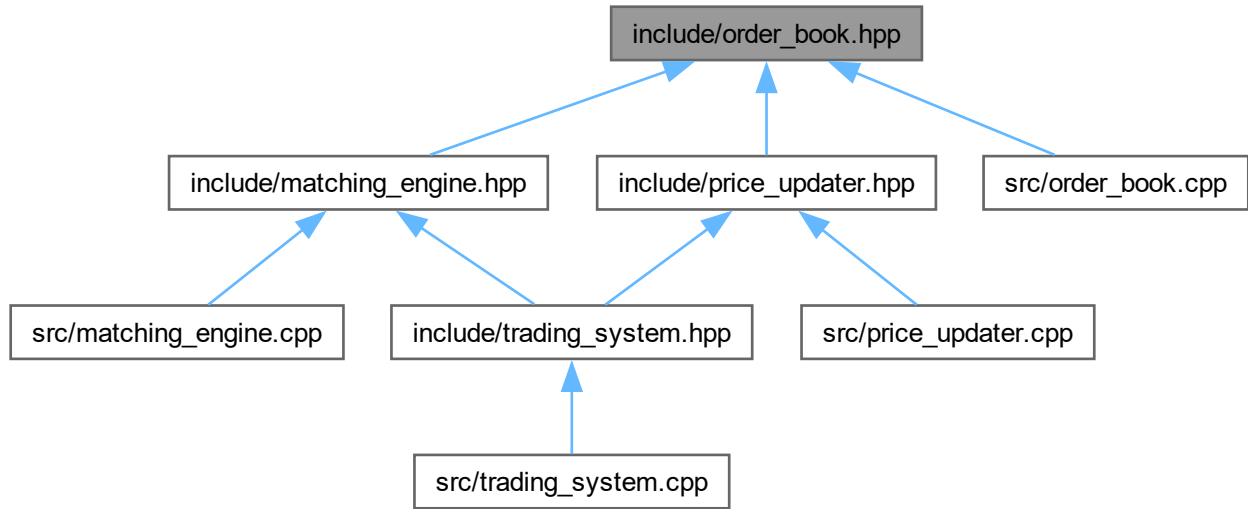 include/order_book.hpp
include/matching_engine.hpp
include/price_updater.hpp
src/order_book.cpp
src/matching_engine.cpp
include/trading_system.hpp
src/price_updater.cpp
src/trading_system.cpp